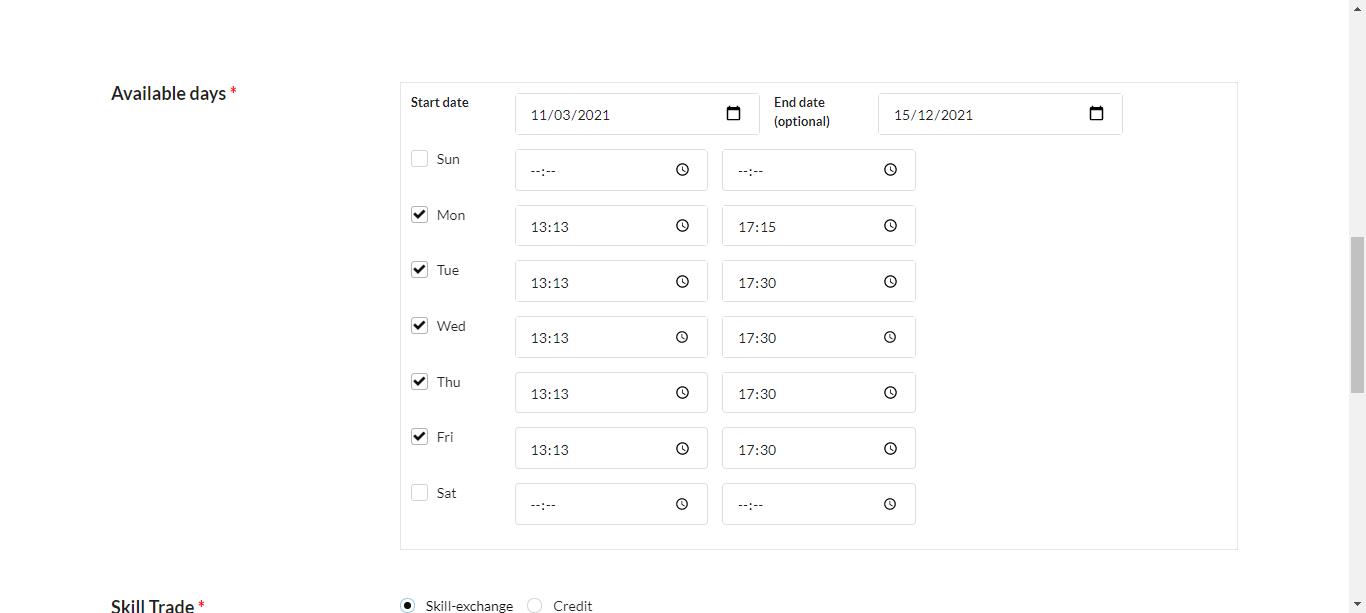 Available days *
Start date 11/03/2021 End date (optional) 15/12/2021
Sun --:-- --:--
Mon 13:13 17:15
Tue 13:13 17:30
Wed 13:13 17:30
Thu 13:13 17:30
Fri 13:13 17:30
Sat --:-- --:--
Skill Trade * Skill-exchange Credit